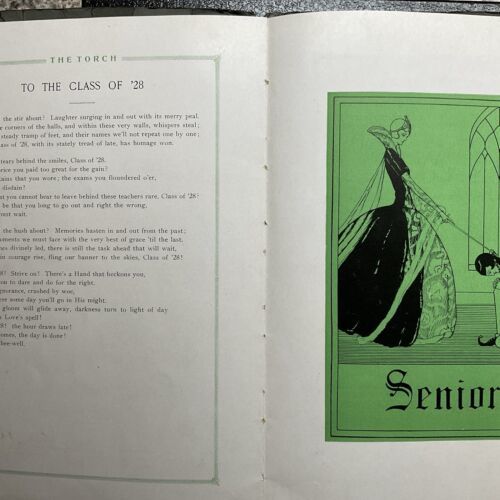 THE TORCH
TO THE CLASS OF '28
the stir about? Laughter surging in and out with its merry peal.
e corners of the halls, and within these very walls, whispers steal;
steady tramp of feet, and their names we'll not repeat one by one;
lass of '28, with its stately tread of late, has homage won.
tears behind the smiles, Class of '28.
price you paid too great for the gain?
tains that you wore; the exams you floundered o'er,
disdain?
at you cannot bear to leave behind these teachers rare, Class of '28?
be that you long to go out and right the wrong,
ust wait.
the hush about? Memories hasten in and out from the past;
oments we must face with the very best of grace 'til the last;
as divinely led, there is still the task ahead that will wait,
in courage rise, fling our banner to the skies, Class of '28!
8! Strive on! There's a Hand that beckons you,
ou to dare and do for the right.
gnorance, crashed by woe,
ere some day you'll go in His might.
gloom will glide away, darkness turn to light of day
Love's spell!
8! the hour draws late!
omes, the day is done!
bee-well.
Senior